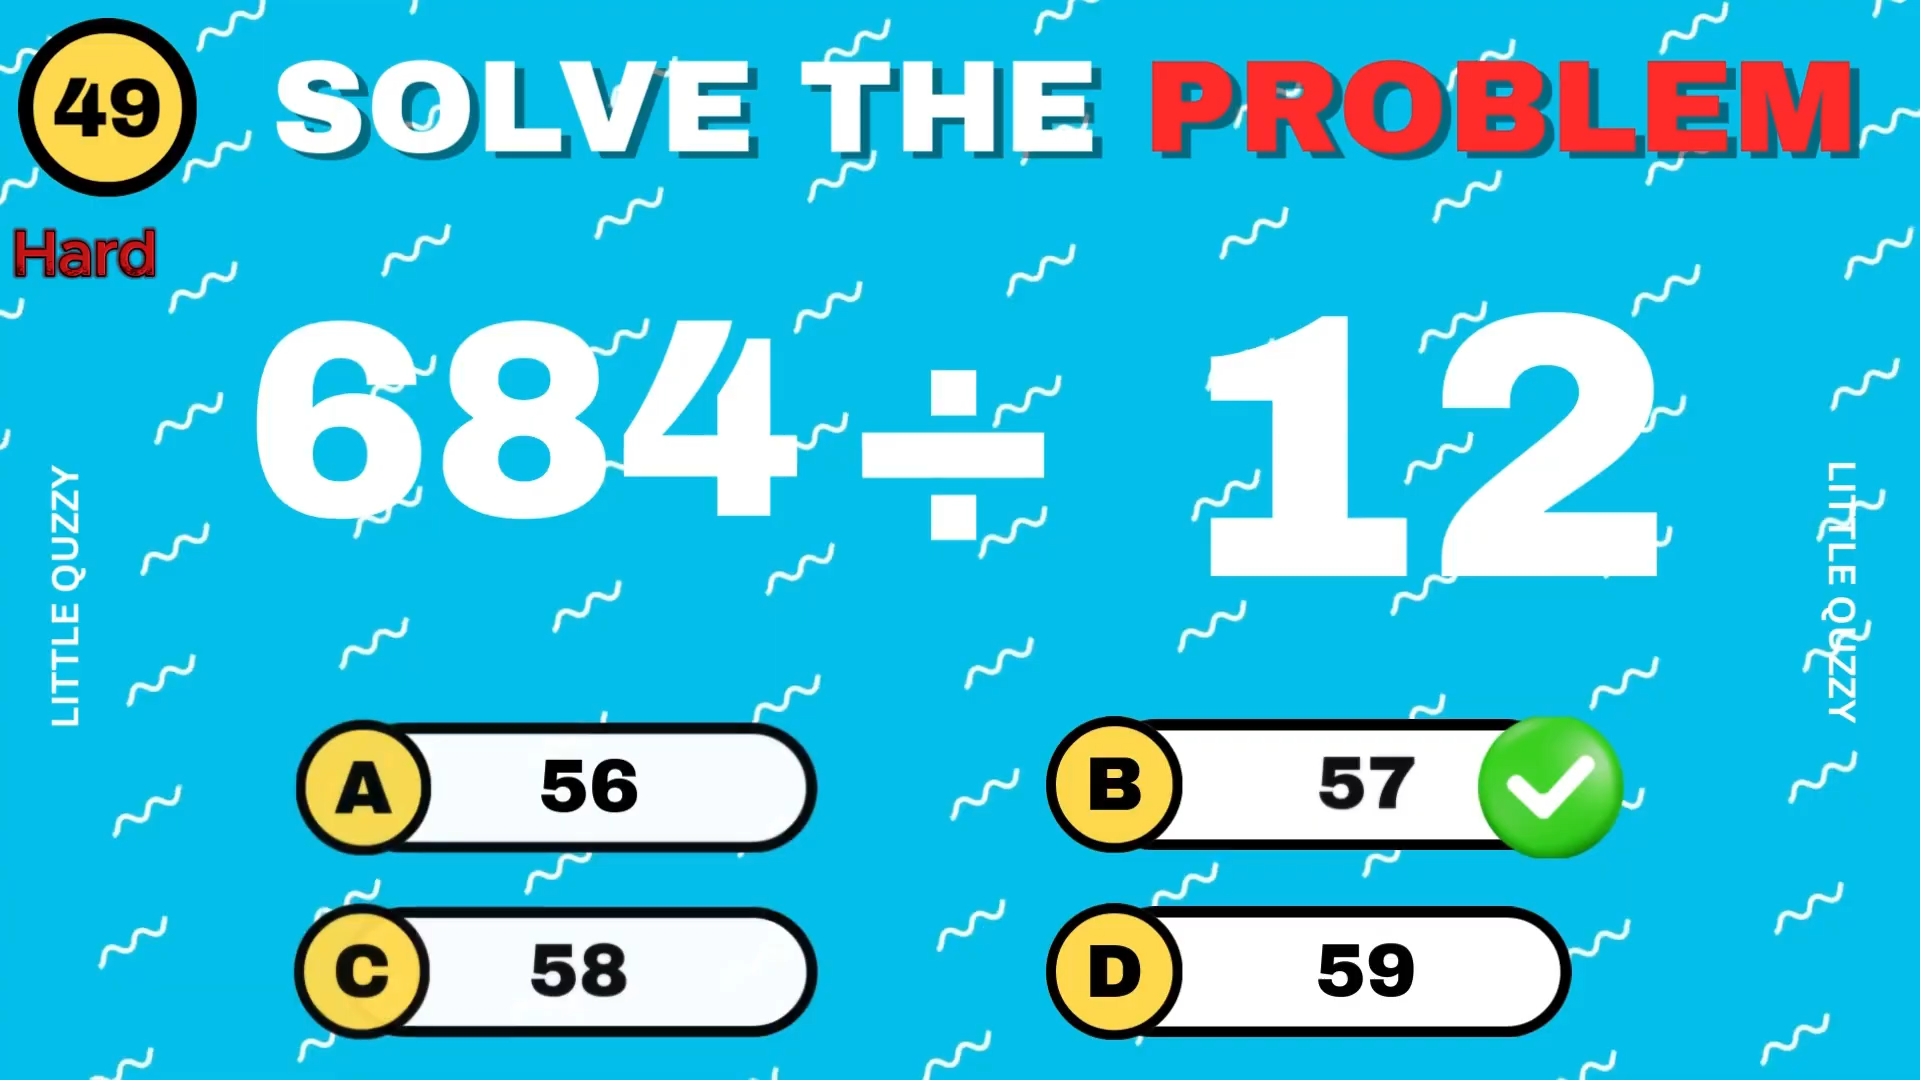 49
SOLVE THE PROBLEM
Hard
684 ÷ 12
LITTLE QUZZY
LITTLE QUZZY
A 56
B 57
C 58
D 59